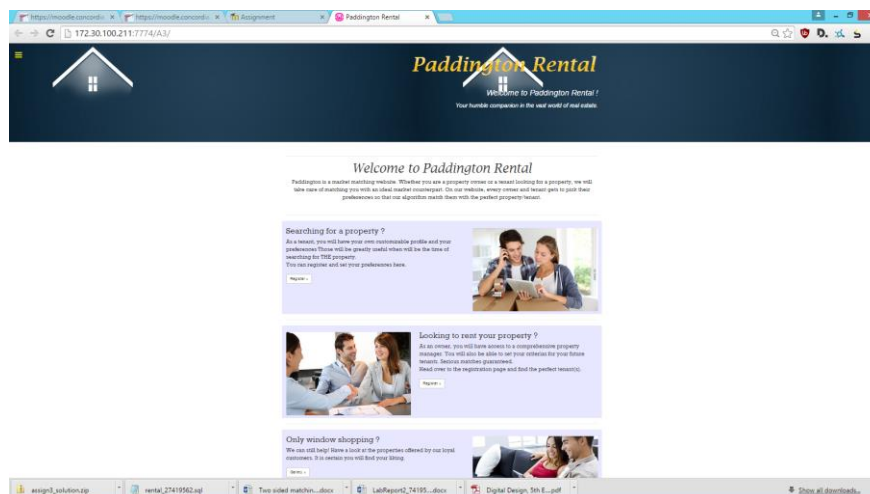 https://moodle.concordi
https://moodle.concordi
Assignment
Paddington Rental
172.30.100.211:7774/A3/
Paddington Rental
Welcome to Paddington Rental !
Your humble companion in the vast world of real estate.
Welcome to Paddington Rental
Paddington is a market matching website. Whether you are a property owner or a tenant looking for a property, we will
take care of matching you with an ideal market counterpart. On our website, every owner and tenant gets to pick their
preferences so that our algorithm match them with the perfect property/tenant.
Searching for a property ?
As a tenant, you will have your own customizable profile and your
preferences. Those will be greatly useful when will be the time of
searching for THE property.
You can register and set your preferences here.
Register »
Looking to rent your property ?
As an owner, you will have access to a comprehensive property
manager. You will also be able to set your criterias for your future
tenants. Serious matches guaranteed.
Head over to the registration page and find the perfect tenant(s).
Register »
Only window shopping ?
We can still help! Have a look at the properties offered by our loyal
customers. It is certain you will find your liking.
assign3_solution.zip
rental_27419562.sql
Two sided matchin....docx
LabReport2_74195....docx
Digital Design, 5th E....pdf
Show all downloads...